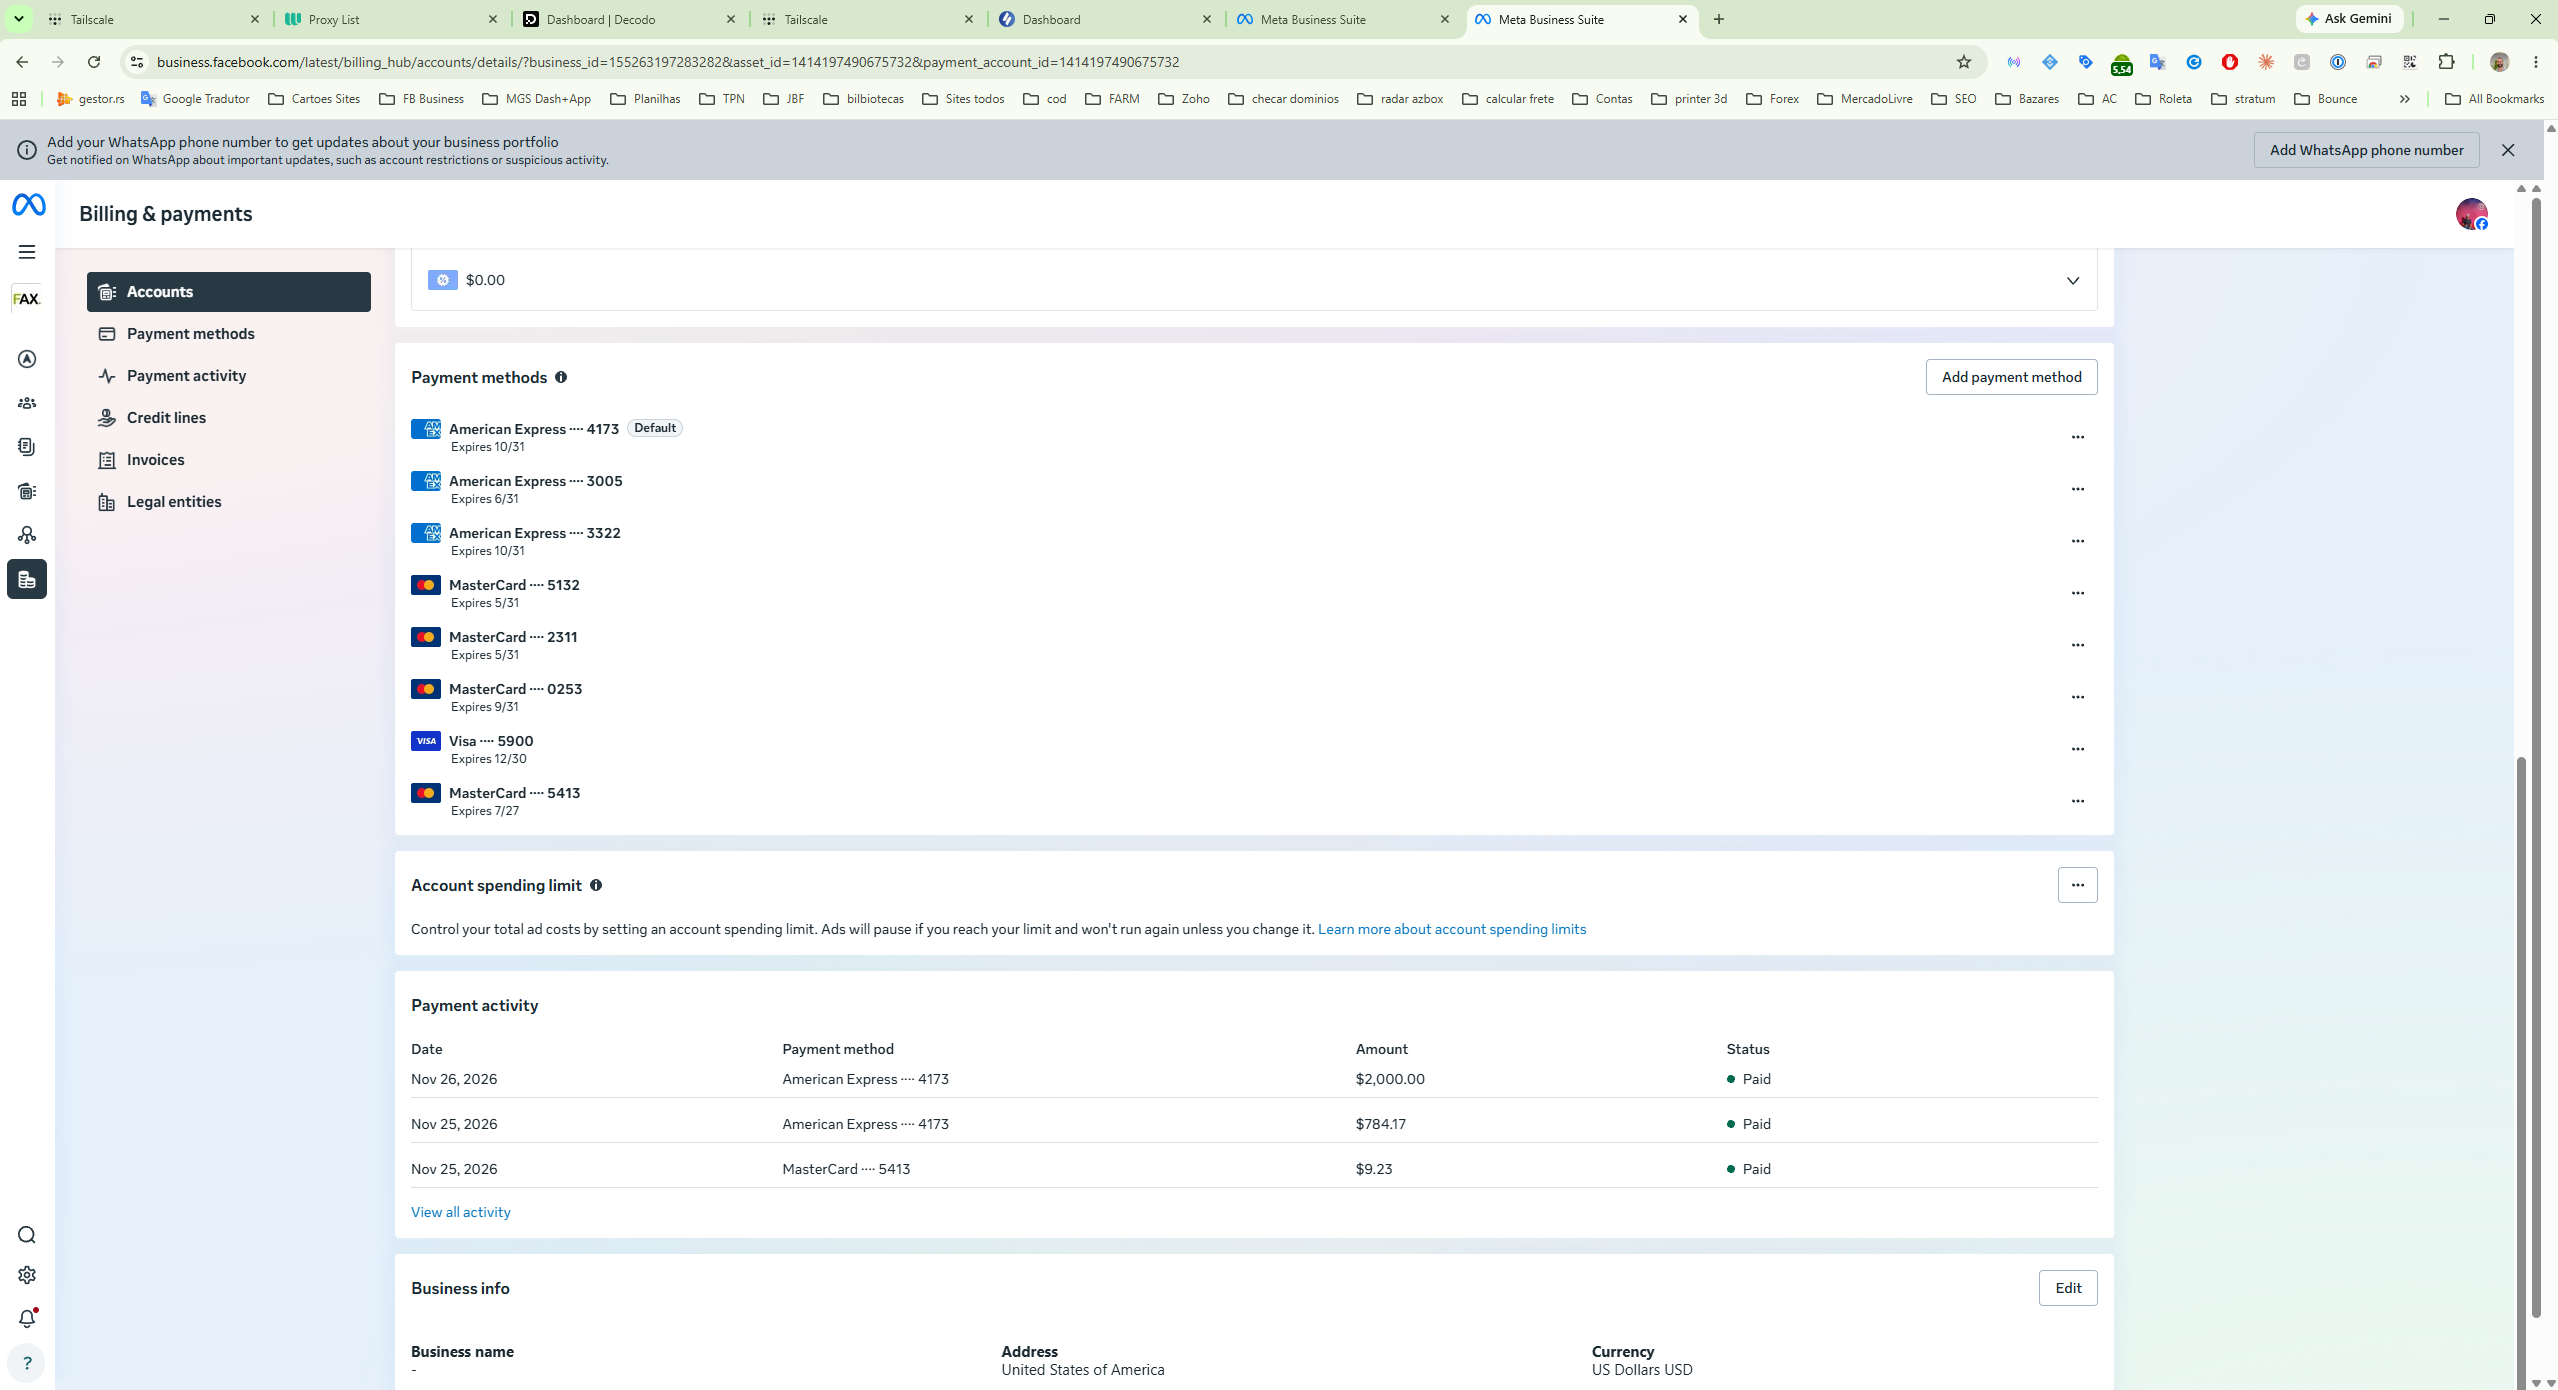 Tailscale
Proxy List
Dashboard | Decodo
Tailscale
Dashboard
Meta Business Suite
Meta Business Suite
Ask Gemini
business.facebook.com/latest/billing_hub/accounts/details/?business_id=155263197283282&asset_id=1414197490675732&payment_account_id=1414197490675732
5,54
gestor.rs
Google Tradutor
Cartoes Sites
FB Business
MGS Dash+App
Planilhas
TPN
JBF
bilbiotecas
Sites todos
cod
FARM
Zoho
checar dominios
radar azbox
calcular frete
Contas
printer 3d
Forex
MercadoLivre
SEO
Bazares
AC
Roleta
stratum
Bounce
All Bookmarks
Add your WhatsApp phone number to get updates about your business portfolio
Get notified on WhatsApp about important updates, such as account restrictions or suspicious activity.
Add WhatsApp phone number
Billing & payments
FAX.
Accounts
Payment methods
Payment activity
Credit lines
Invoices
Legal entities
$0.00
Payment methods
Add payment method
American Express ···· 4173 Default
Expires 10/31
American Express ···· 3005
Expires 6/31
American Express ···· 3322
Expires 10/31
MasterCard ···· 5132
Expires 5/31
MasterCard ···· 2311
Expires 5/31
MasterCard ···· 0253
Expires 9/31
VISA
Visa ···· 5900
Expires 12/30
MasterCard ···· 5413
Expires 7/27
Account spending limit
Control your total ad costs by setting an account spending limit. Ads will pause if you reach your limit and won't run again unless you change it. Learn more about account spending limits
Payment activity
Date Payment method Amount Status
Nov 26, 2026 American Express ···· 4173 $2,000.00 Paid
Nov 25, 2026 American Express ···· 4173 $784.17 Paid
Nov 25, 2026 MasterCard ···· 5413 $9.23 Paid
View all activity
Business info
Edit
Business name Address Currency
- United States of America US Dollars USD